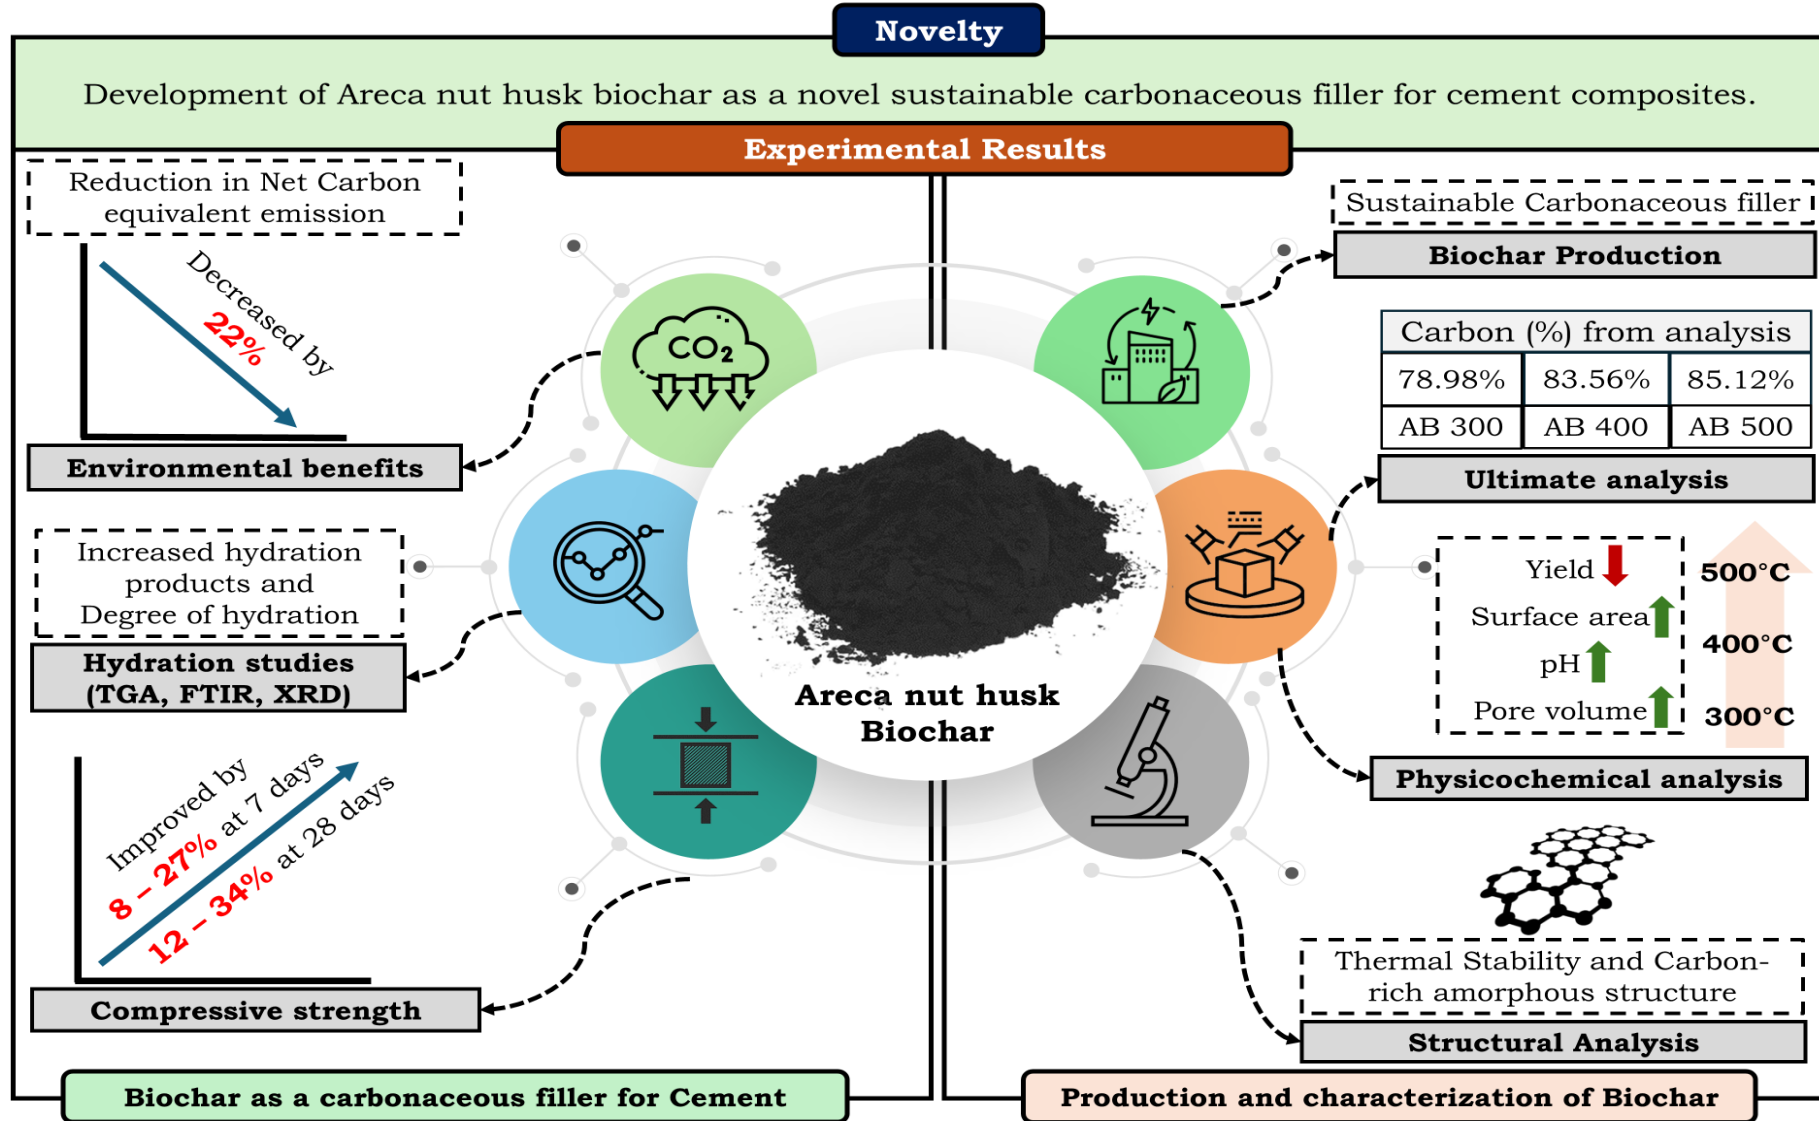 Novelty
Development of Areca nut husk biochar as a novel sustainable carbonaceous filler for cement composites.
Experimental Results
Reduction in Net Carbon
equivalent emission
Decreased by
22%
Environmental benefits
Increased hydration
products and
Degree of hydration
Hydration studies
(TGA, FTIR, XRD)
Improved by
8 – 27% at 7 days
12 – 34% at 28 days
Compressive strength
Biochar as a carbonaceous filler for Cement
CO₂
Areca nut husk
Biochar
Sustainable Carbonaceous filler
Biochar Production
Carbon (%) from analysis
78.98% 83.56% 85.12%
AB 300 AB 400 AB 500
Ultimate analysis
Yield
Surface area
pH
Pore volume
500°C
400°C
300°C
Physicochemical analysis
Thermal Stability and Carbon-
rich amorphous structure
Structural Analysis
Production and characterization of Biochar